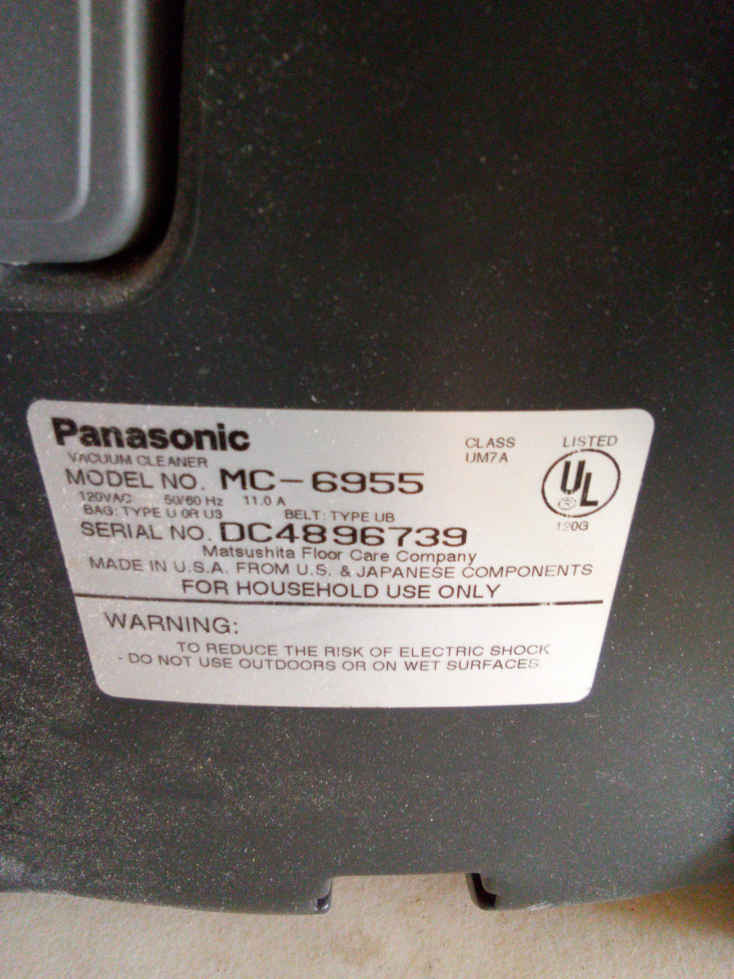 Panasonic
VACUUM CLEANER
MODEL NO. MC-6955
120VAC 50/60 Hz 11.0 A
BAG: TYPE U OR U3 BELT: TYPE UB
SERIAL NO. DC4896739
Matsushita Floor Care Company
MADE IN U.S.A. FROM U.S. & JAPANESE COMPONENTS
FOR HOUSEHOLD USE ONLY
CLASS
UM7A
LISTED
UL
120G
WARNING:
TO REDUCE THE RISK OF ELECTRIC SHOCK
- DO NOT USE OUTDOORS OR ON WET SURFACES.